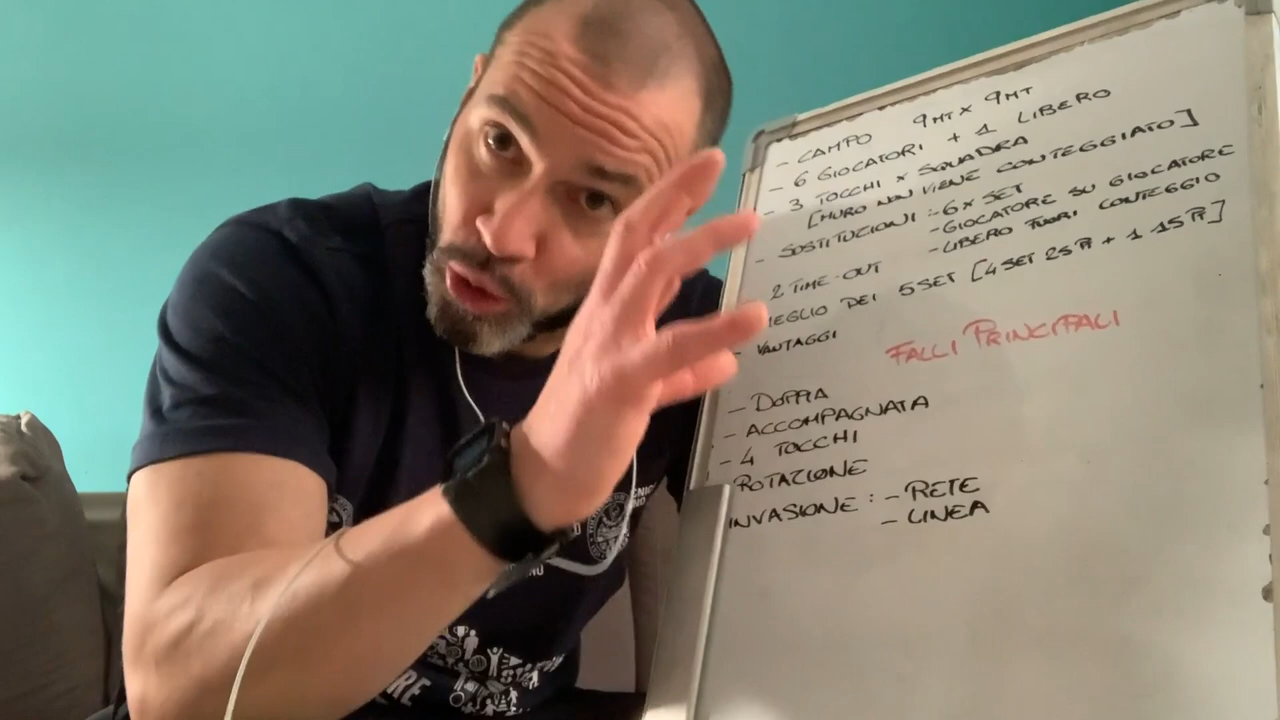 - CAMPO 9MT X 9MT
- 6 GIOCATORI + 1 LIBERO
- 3 TOCCHI X SQUADRA
[MURO NON VIENE CONTEGGIATO]
- SOSTITUZIONI :- 6 X SET
- GIOCATORE SU GIOCATORE
- LIBERO FUORI CONTEGGIO
2 TIME-OUT
MEGLIO DEI 5 SET [4 SET 25 PT + 1 15 PT]
- VANTAGGI
FALLI PRINCIPALI
- DOPPIA
- ACCOMPAGNATA
- 4 TOCCHI
ROTAZIONE
INVASIONE : - RETE
- LINEA